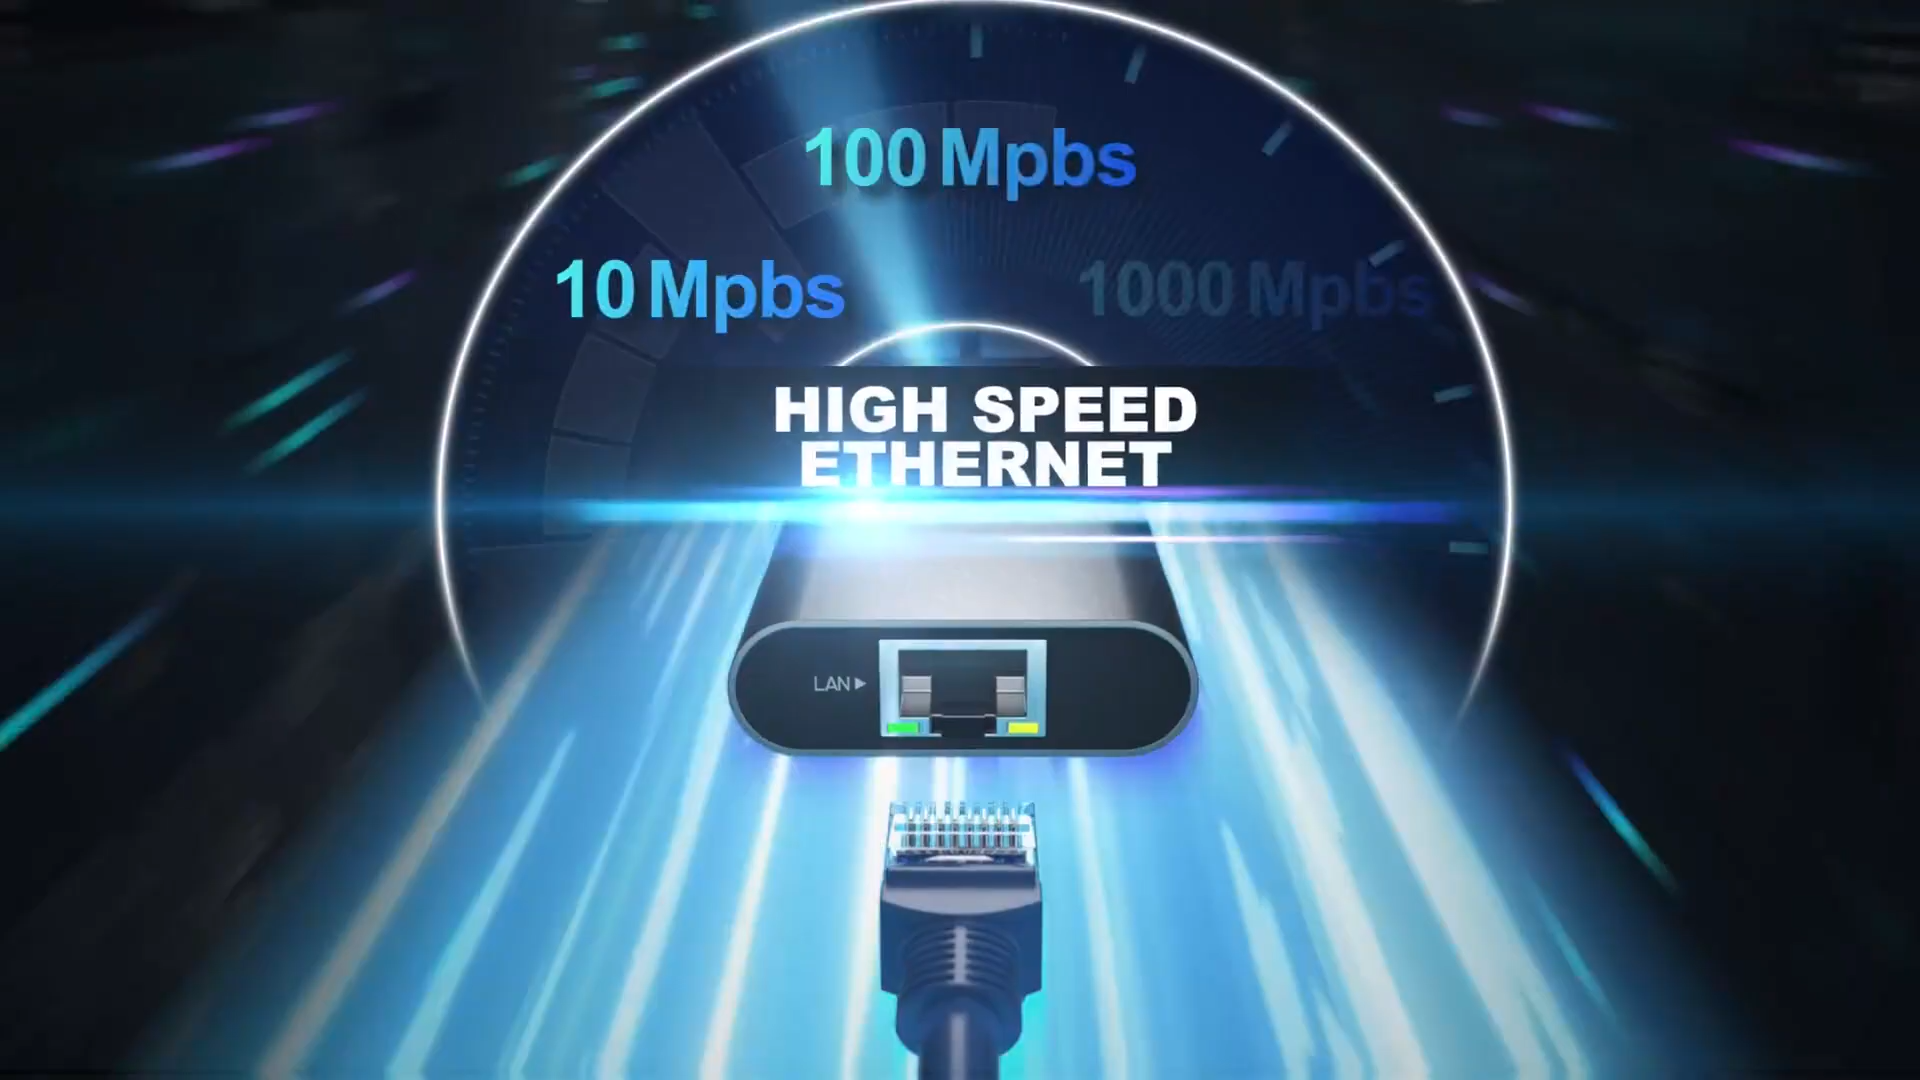 100 Mpbs
10 Mpbs
1000 Mpbs
HIGH SPEED
ETHERNET
LAN